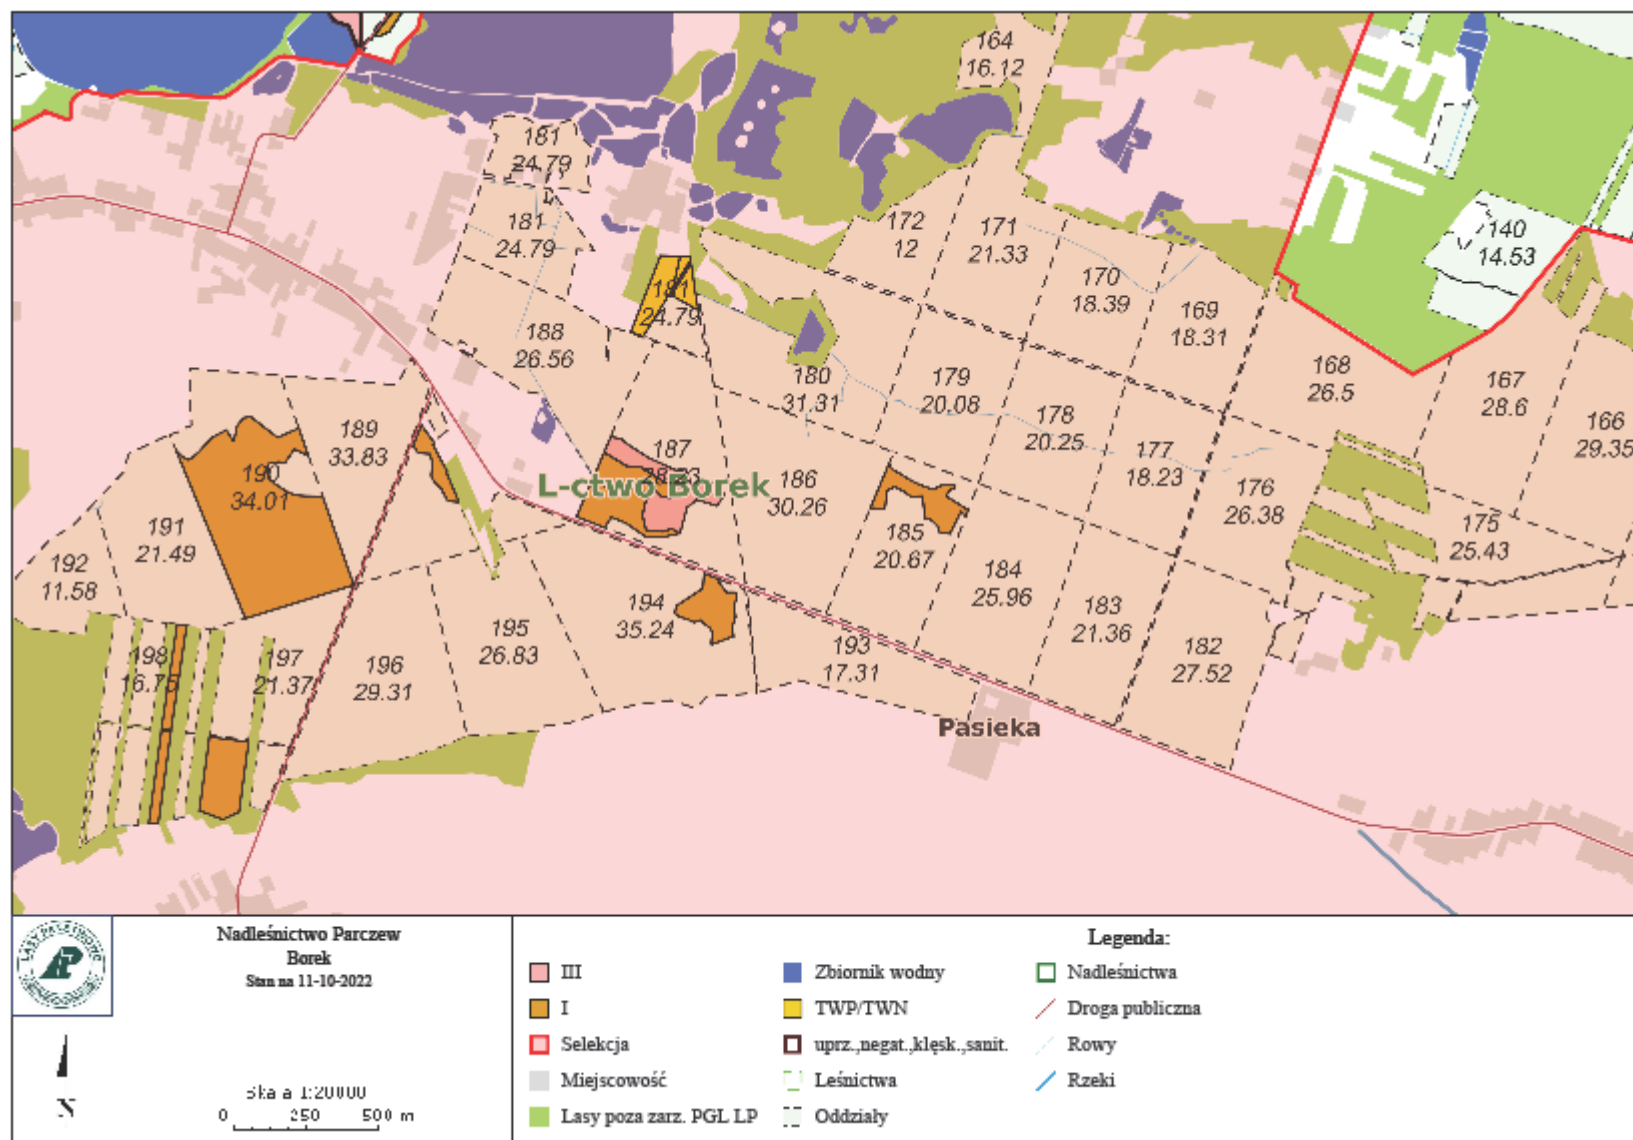 164
16.12
181
24.79
140
14.53
172
12
171
21.33
181
24.79
170
18.39
169
18.31
181
24.79
188
26.56
168
26.5
167
28.6
180
31.31
179
20.08
178
20.25
166
29.35
189
33.83
187
28.23
177
18.23
190
34.01
L-ctwo Borek
186
30.26
176
26.38
191
21.49
185
20.67
175
25.43
192
11.58
184
25.96
183
21.36
194
35.24
195
26.83
193
17.31
182
27.52
198
16.75
197
21.37
196
29.31
Pasieka
LASY PAŃSTWOWE
Nadleśnictwo Parczew
Borek
Stan na 11-10-2022
N
Skala 1:20000
0 250 500 m
Legenda:
III
I
Selekcja
Miejscowość
Lasy poza zarz. PGL LP
Zbiornik wodny
TWP/TWN
uprz.,negat.,klęsk.,sanit.
Leśnictwa
Oddziały
Nadleśnictwa
Droga publiczna
Rowy
Rzeki